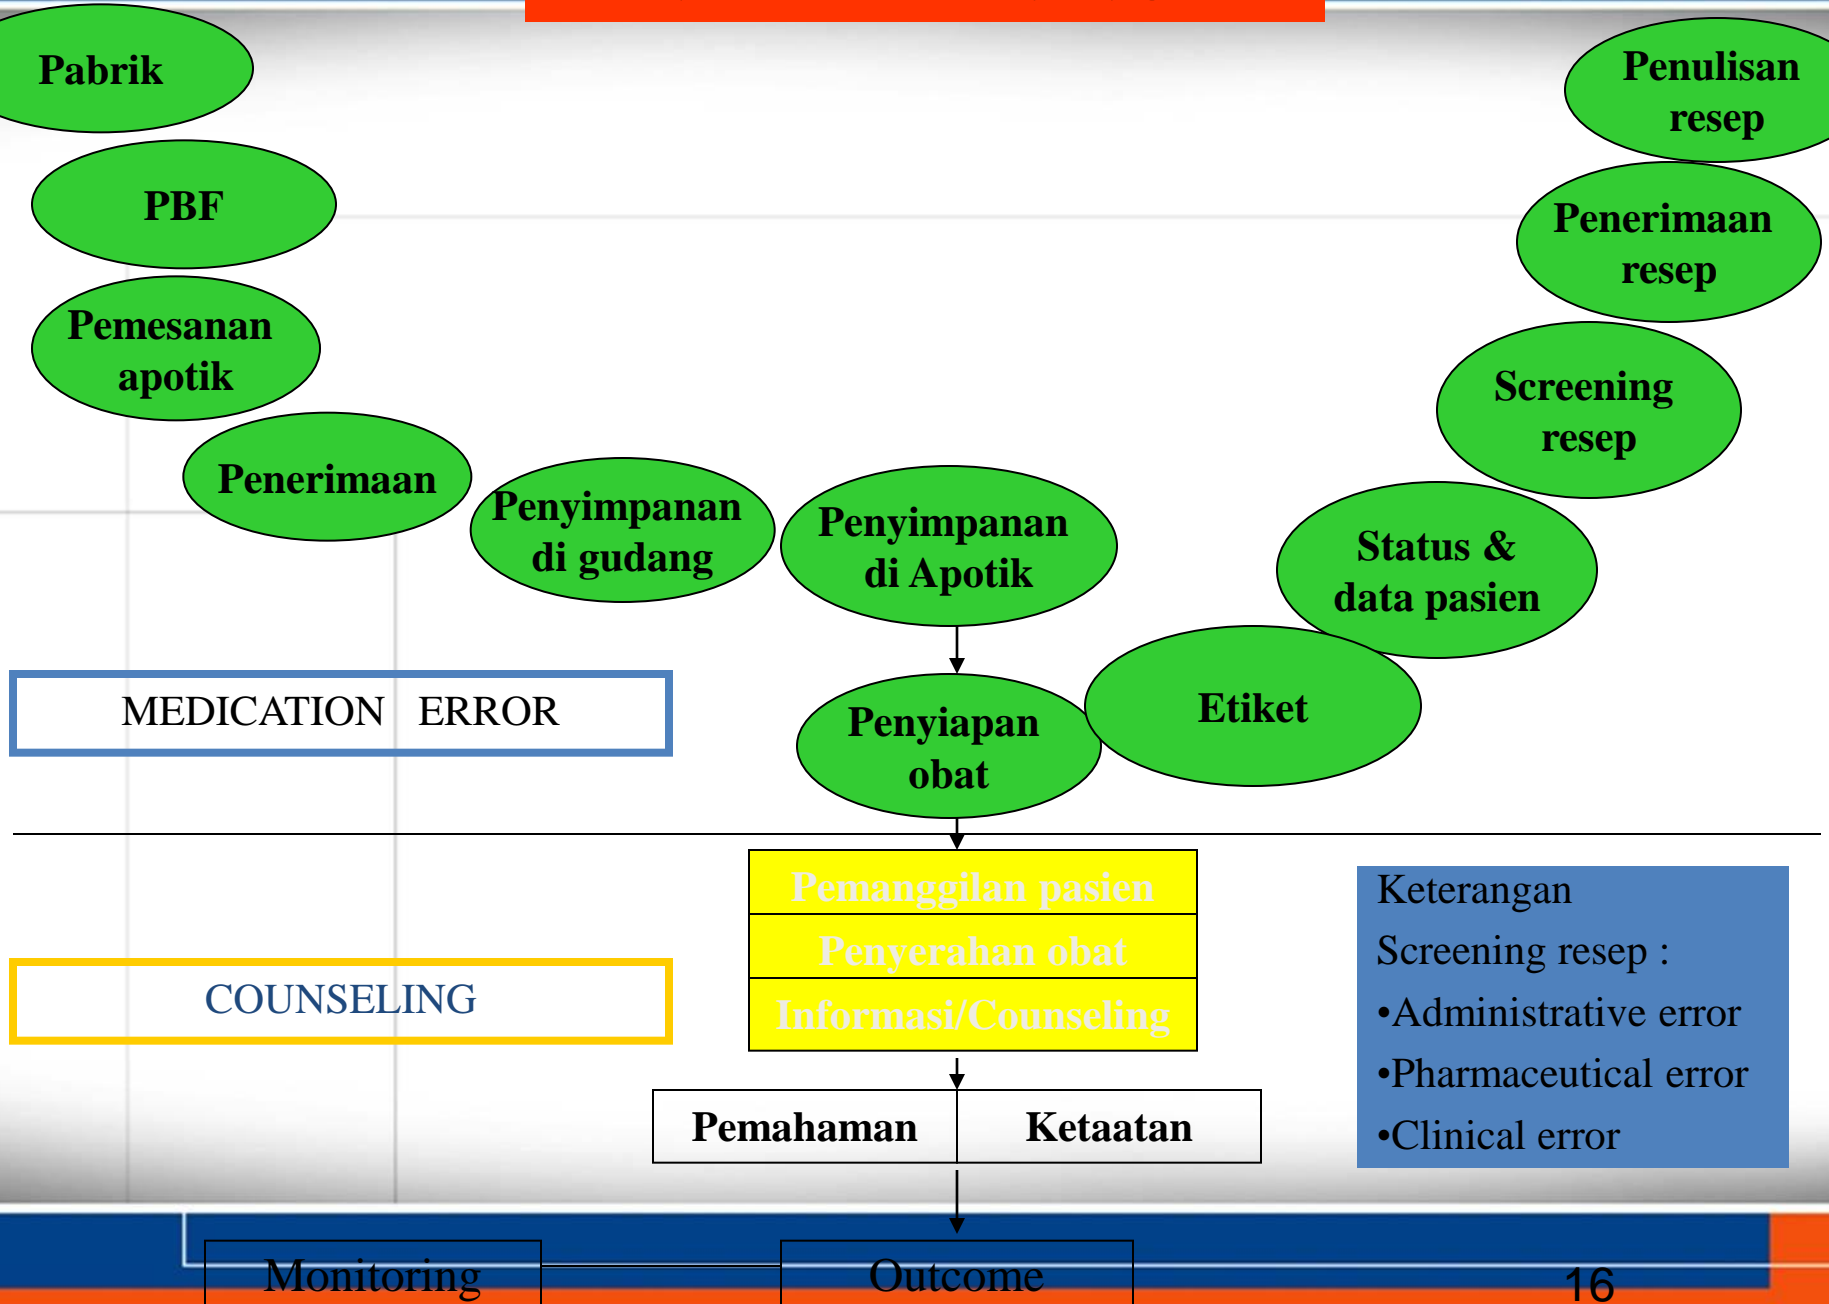 Pabrik
PBF
Pemesanan
apotik
Penerimaan
Penyimpanan
di gudang
Penyimpanan
di Apotik
Penulisan
resep
Penerimaan
resep
Screening
resep
Status &
data pasien
Etiket
Penyiapan
obat
MEDICATION ERROR
Pemanggilan pasien
Penyerahan obat
Informasi/Counseling
COUNSELING
Keterangan
Screening resep :
•Administrative error
•Pharmaceutical error
•Clinical error
Pemahaman
Ketaatan
Monitoring
Outcome
16